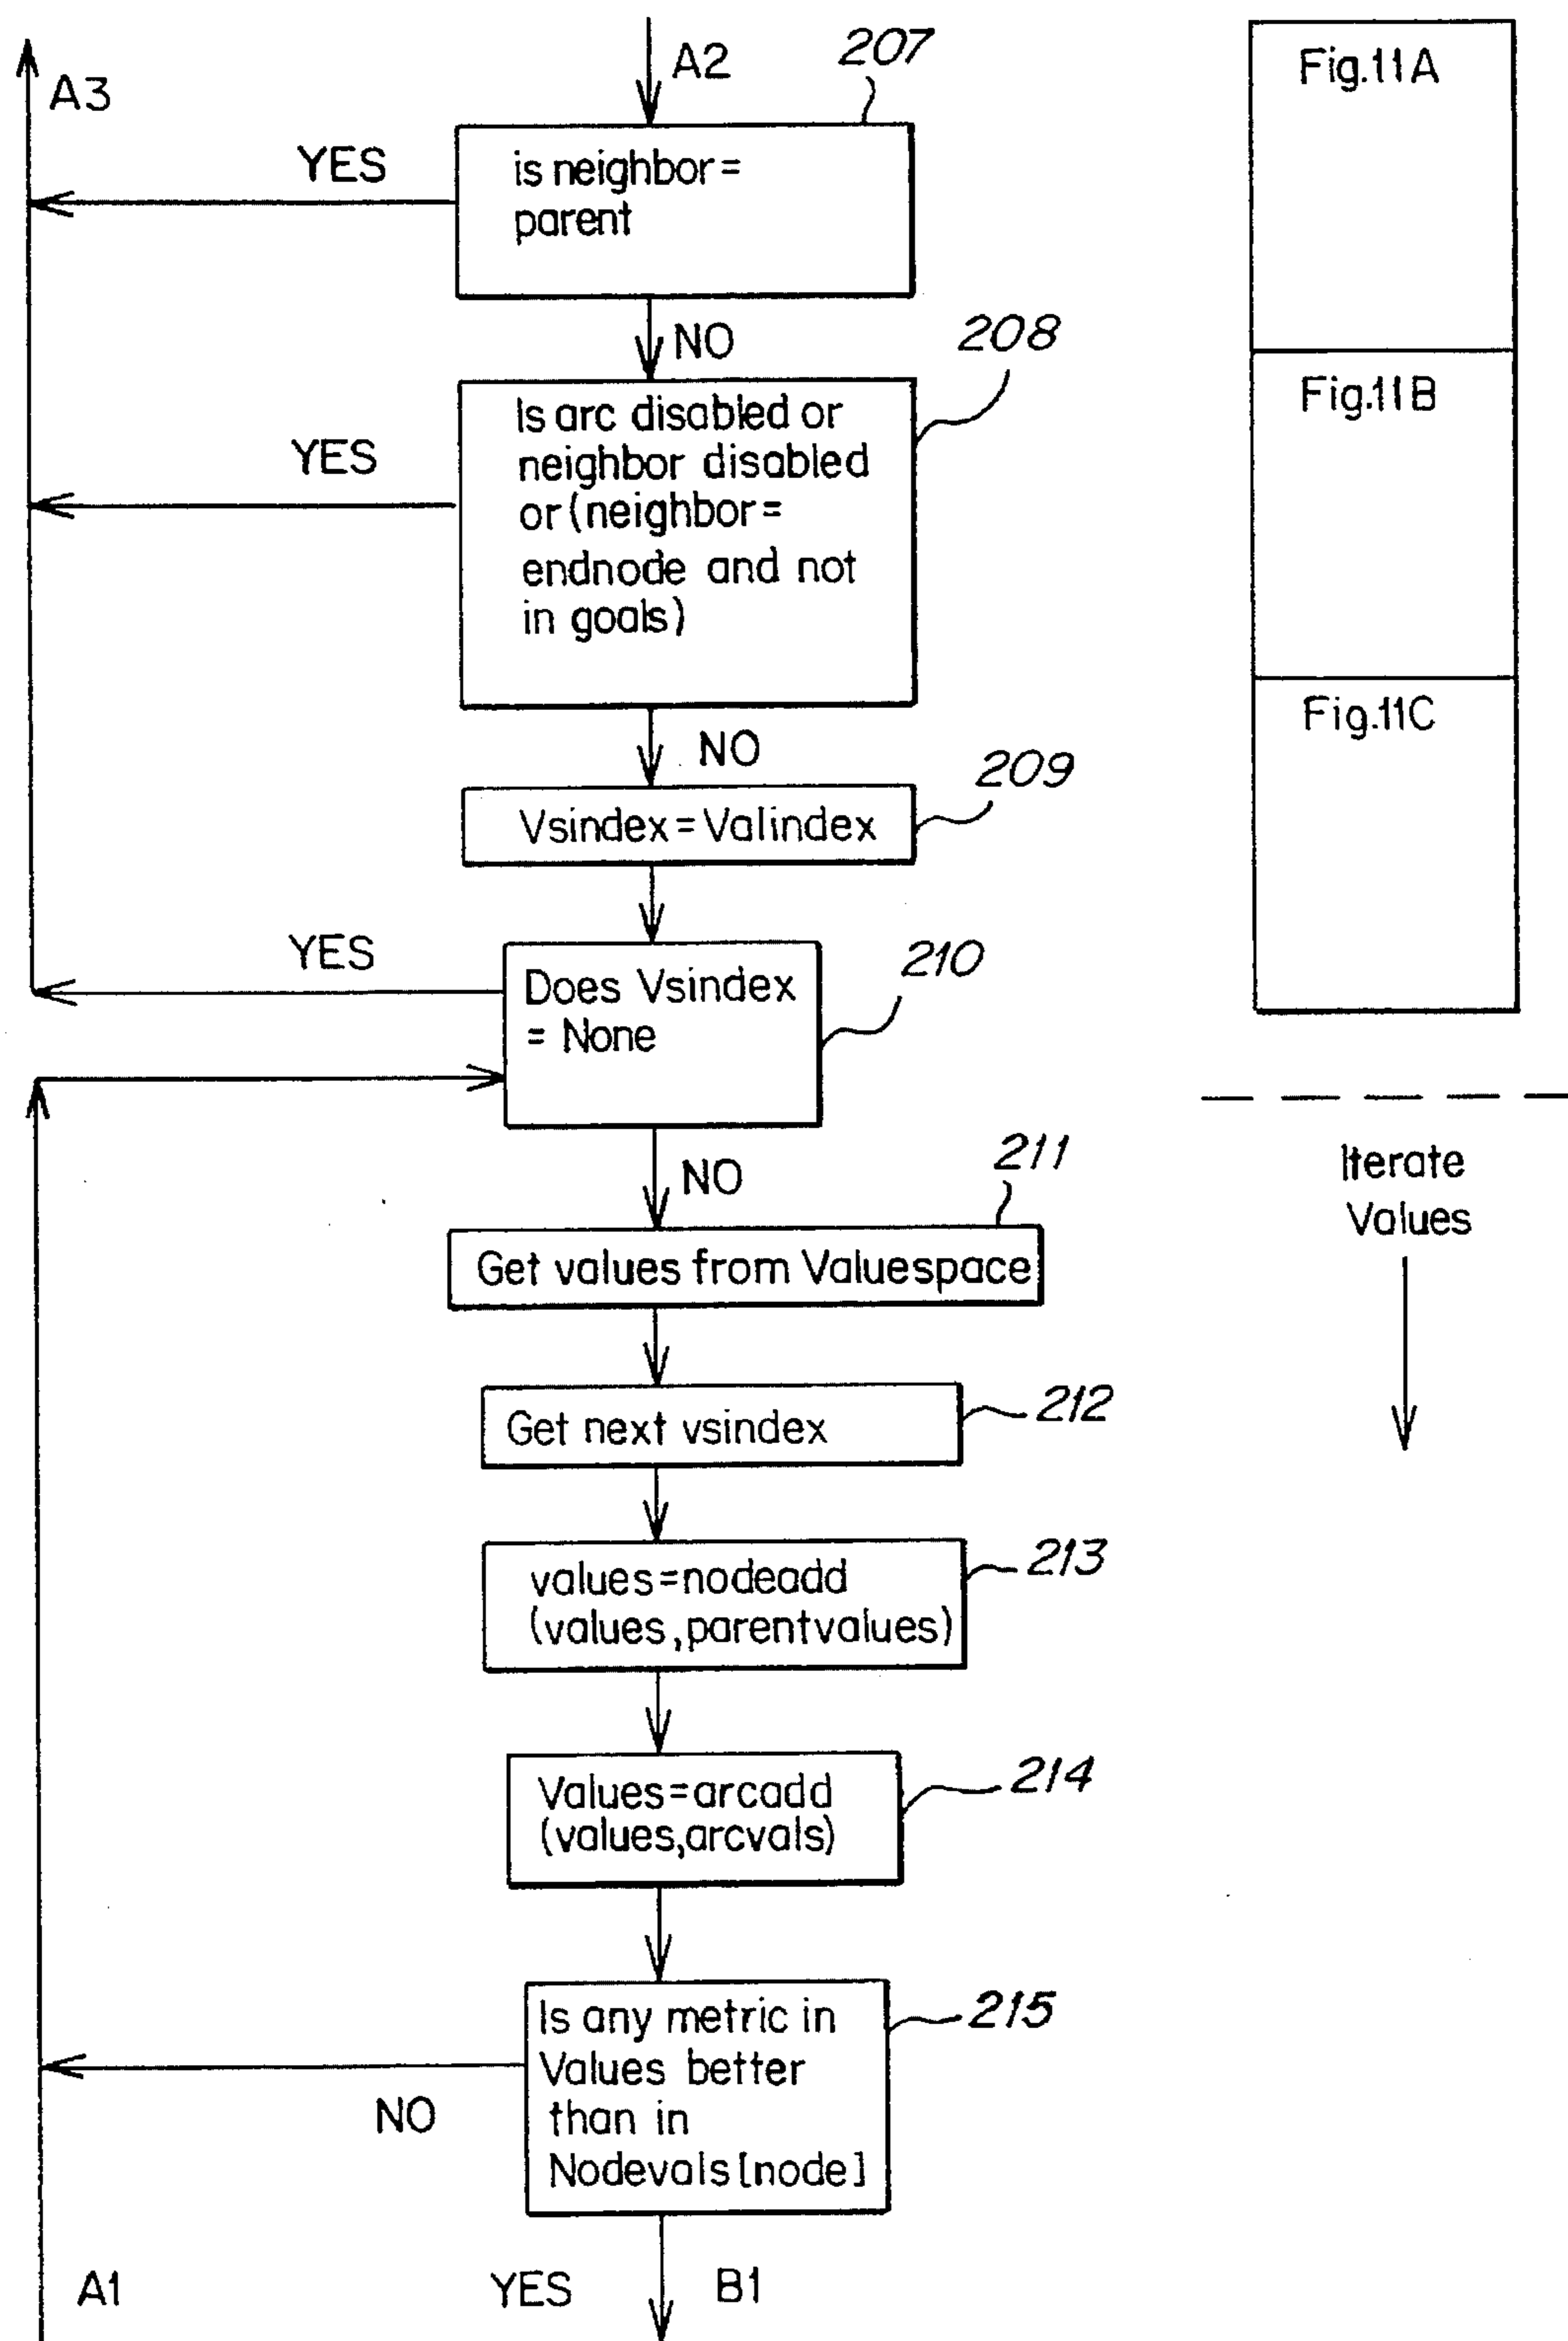 A3
A2
207
YES
is neighbor=
parent
NO
208
YES
Is arc disabled or
neighbor disabled
or (neighbor=
endnode and not
in goals)
NO
209
Vsindex=Valindex
YES
210
Does Vsindex
= None
NO
211
Get values from Valuespace
Get next vsindex
212
values=nodeadd
(values,parentvalues)
213
Values=arcadd
(values,arcvals)
214
Is any metric in
Values better
than in
Nodevals[node]
215
NO
A1
YES
B1
Fig.11A
Fig.11B
Fig.11C
Iterate
Values